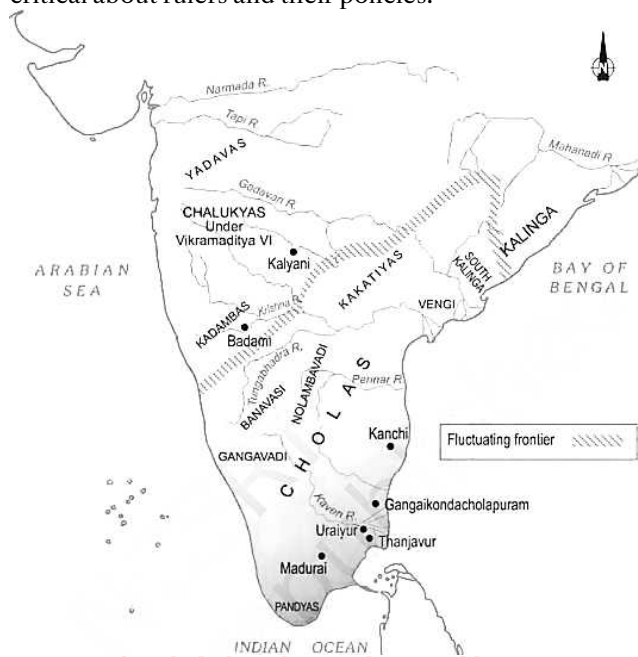 critical about rulers and their policies.
N
Narmada R.
Tapi R
YADAVAS
Mahanadi R.
Godavari R.
CHALUKYAS
Under
Vikramaditya VI
KALINGA
Kalyani
SOUTH
KALINGA
ARABIAN
SEA
BAY OF
BENGAL
KAKATIYAS
VENGI
KADAMBAS
Krishna R.
Badami
Tungabhadra R.
NOLAMBAVADI
BANAVASI
Pennar R.
CHOLAS
Kanchi
Fluctuating frontier
GANGAVADI
Kaveri R.
Gangaikondacholapuram
Uraiyur
Thanjavur
Madurai
PANDYAS
INDIAN OCEAN